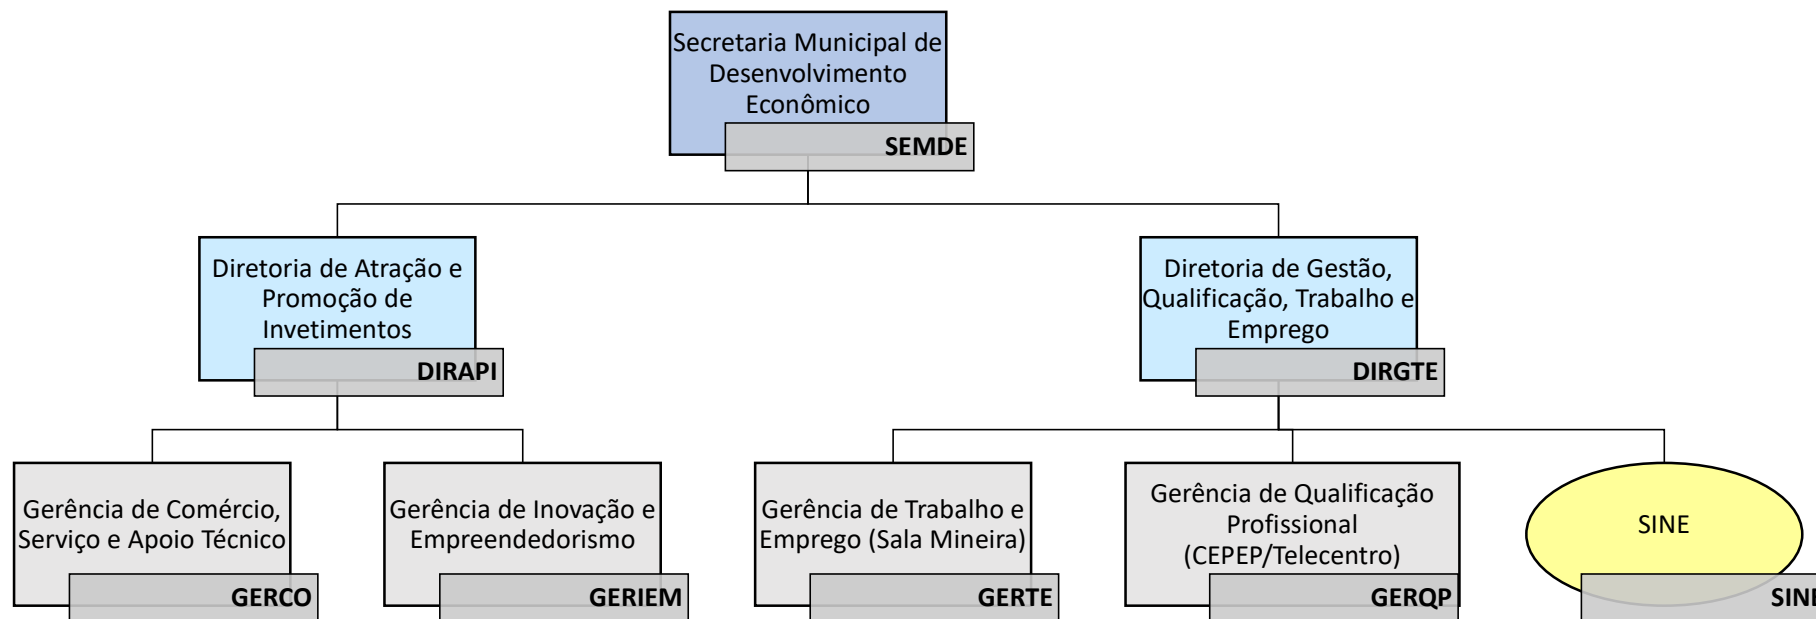 Secretaria Municipal de
Desenvolvimento
Econômico
SEMDE
Diretoria de Atração e
Promoção de
Invetimentos
DIRAPI
Diretoria de Gestão,
Qualificação, Trabalho e
Emprego
DIRGTE
Gerência de Comércio,
Serviço e Apoio Técnico
GERCO
Gerência de Inovação e
Empreendedorismo
GERIEM
Gerência de Trabalho e
Emprego (Sala Mineira)
GERTE
Gerência de Qualificação
Profissional
(CEPEP/Telecentro)
GERQP
SINE
SINE